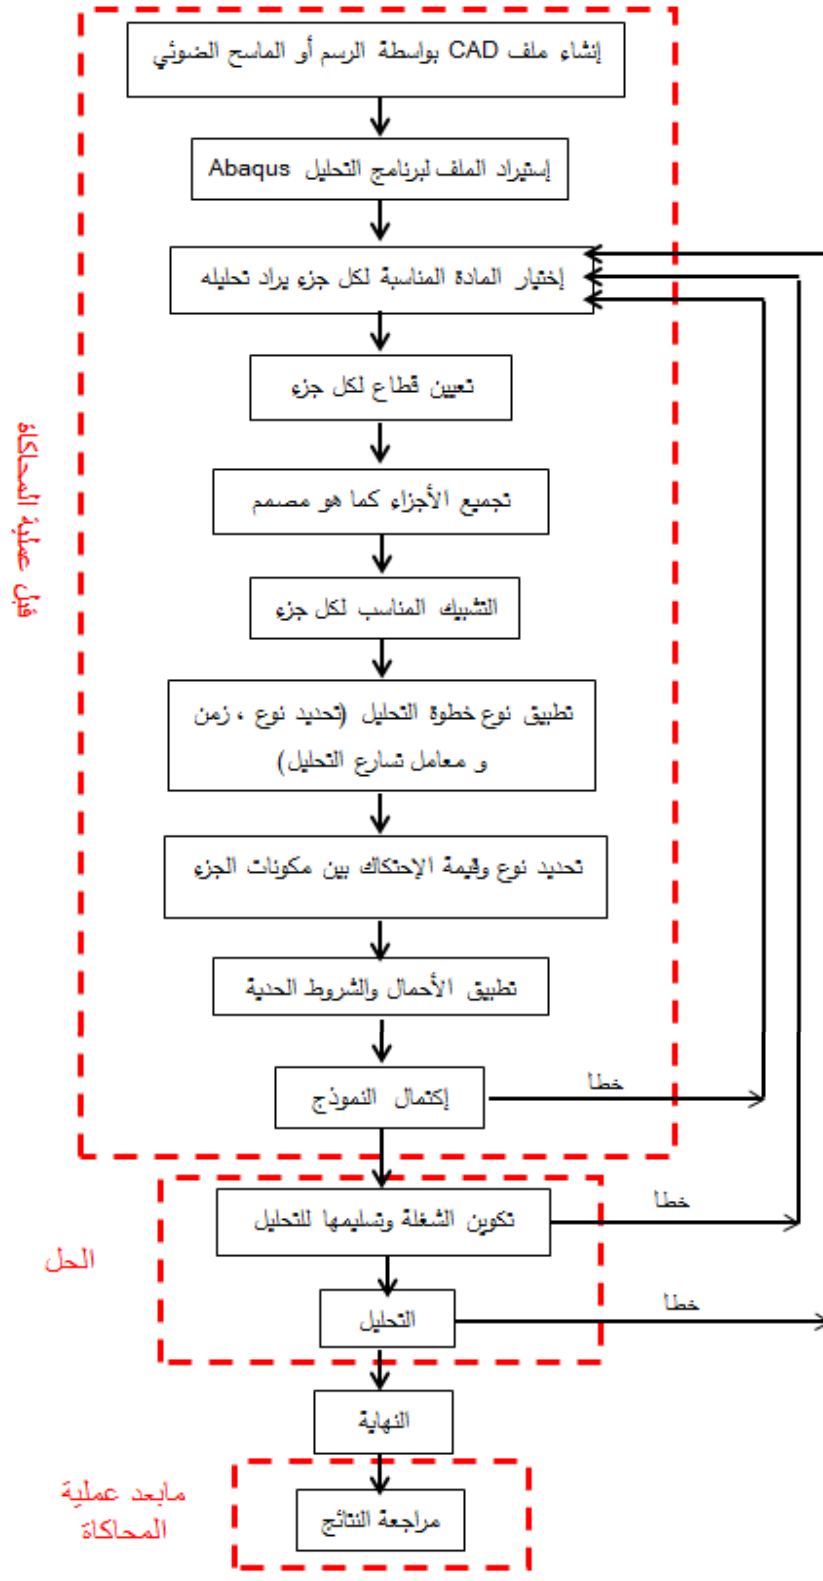 إنشاء ملف CAD بواسطة الرسم أو الماسح الضوئي
إستيراد الملف لبرنامج التحليل Abaqus
إختيار المادة المناسبة لكل جزء يراد تحليله
تعيين قطاع لكل جزء
تجميع الأجزاء كما هو مصمم
التشبيك المناسب لكل جزء
تطبيق نوع خطوة التحليل (تحديد نوع ، زمن
و معامل تسارع التحليل)
تحديد نوع وقيمة الإحتكاك بين مكونات الجزء
تطبيق الأحمال والشروط الحدية
إكتمال النموذج
خطأ
قبل عملية المحاكاة
تكوين الشغلة وتسليمها للتحليل
خطأ
التحليل
خطأ
الحل
النهاية
مراجعة النتائج
مابعد عملية
المحاكاة